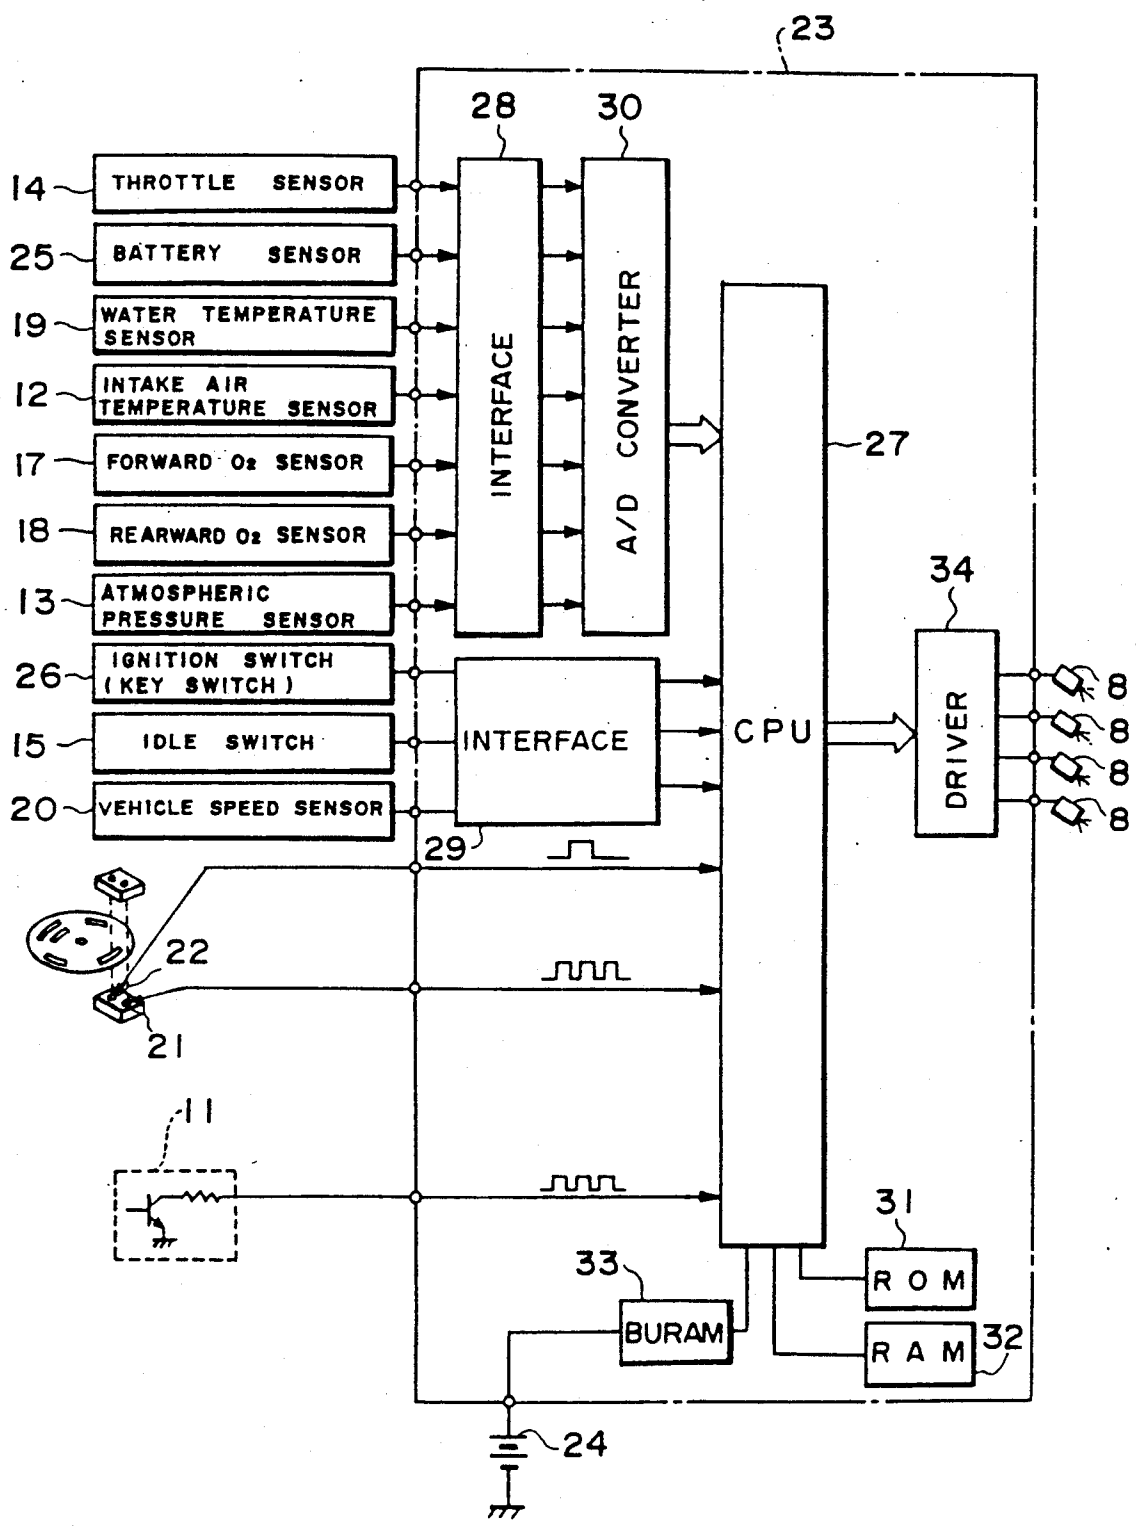 23
28
30
14
THROTTLE SENSOR
25
BATTERY SENSOR
19
WATER TEMPERATURE
SENSOR
12
INTAKE AIR
TEMPERATURE SENSOR
17
FORWARD O2 SENSOR
18
REARWARD O2 SENSOR
13
ATMOSPHERIC
PRESSURE SENSOR
26
IGNITION SWITCH
(KEY SWITCH)
15
IDLE SWITCH
20
VEHICLE SPEED SENSOR
INTERFACE
A/D CONVERTER
27
INTERFACE
29
CPU
34
DRIVER
8
8
8
8
22
21
11
31
ROM
33
BURAM
RAM
32
24